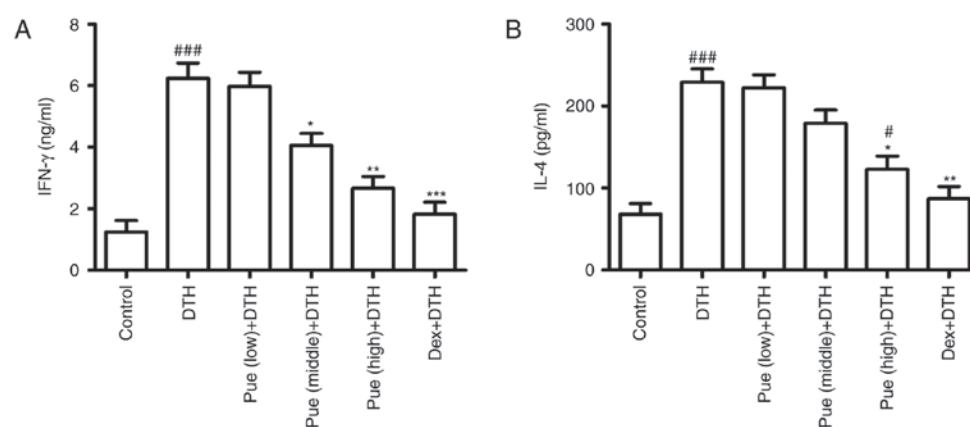 A
IFN-γ (ng/ml)
8
6
4
2
0
###
*
**
***
Control
DTH
Pue (low)+DTH
Pue (middle)+DTH
Pue (high)+DTH
Dex+DTH
B
IL-4 (pg/ml)
300
200
100
0
###
#
*
**
Control
DTH
Pue (low)+DTH
Pue (middle)+DTH
Pue (high)+DTH
Dex+DTH